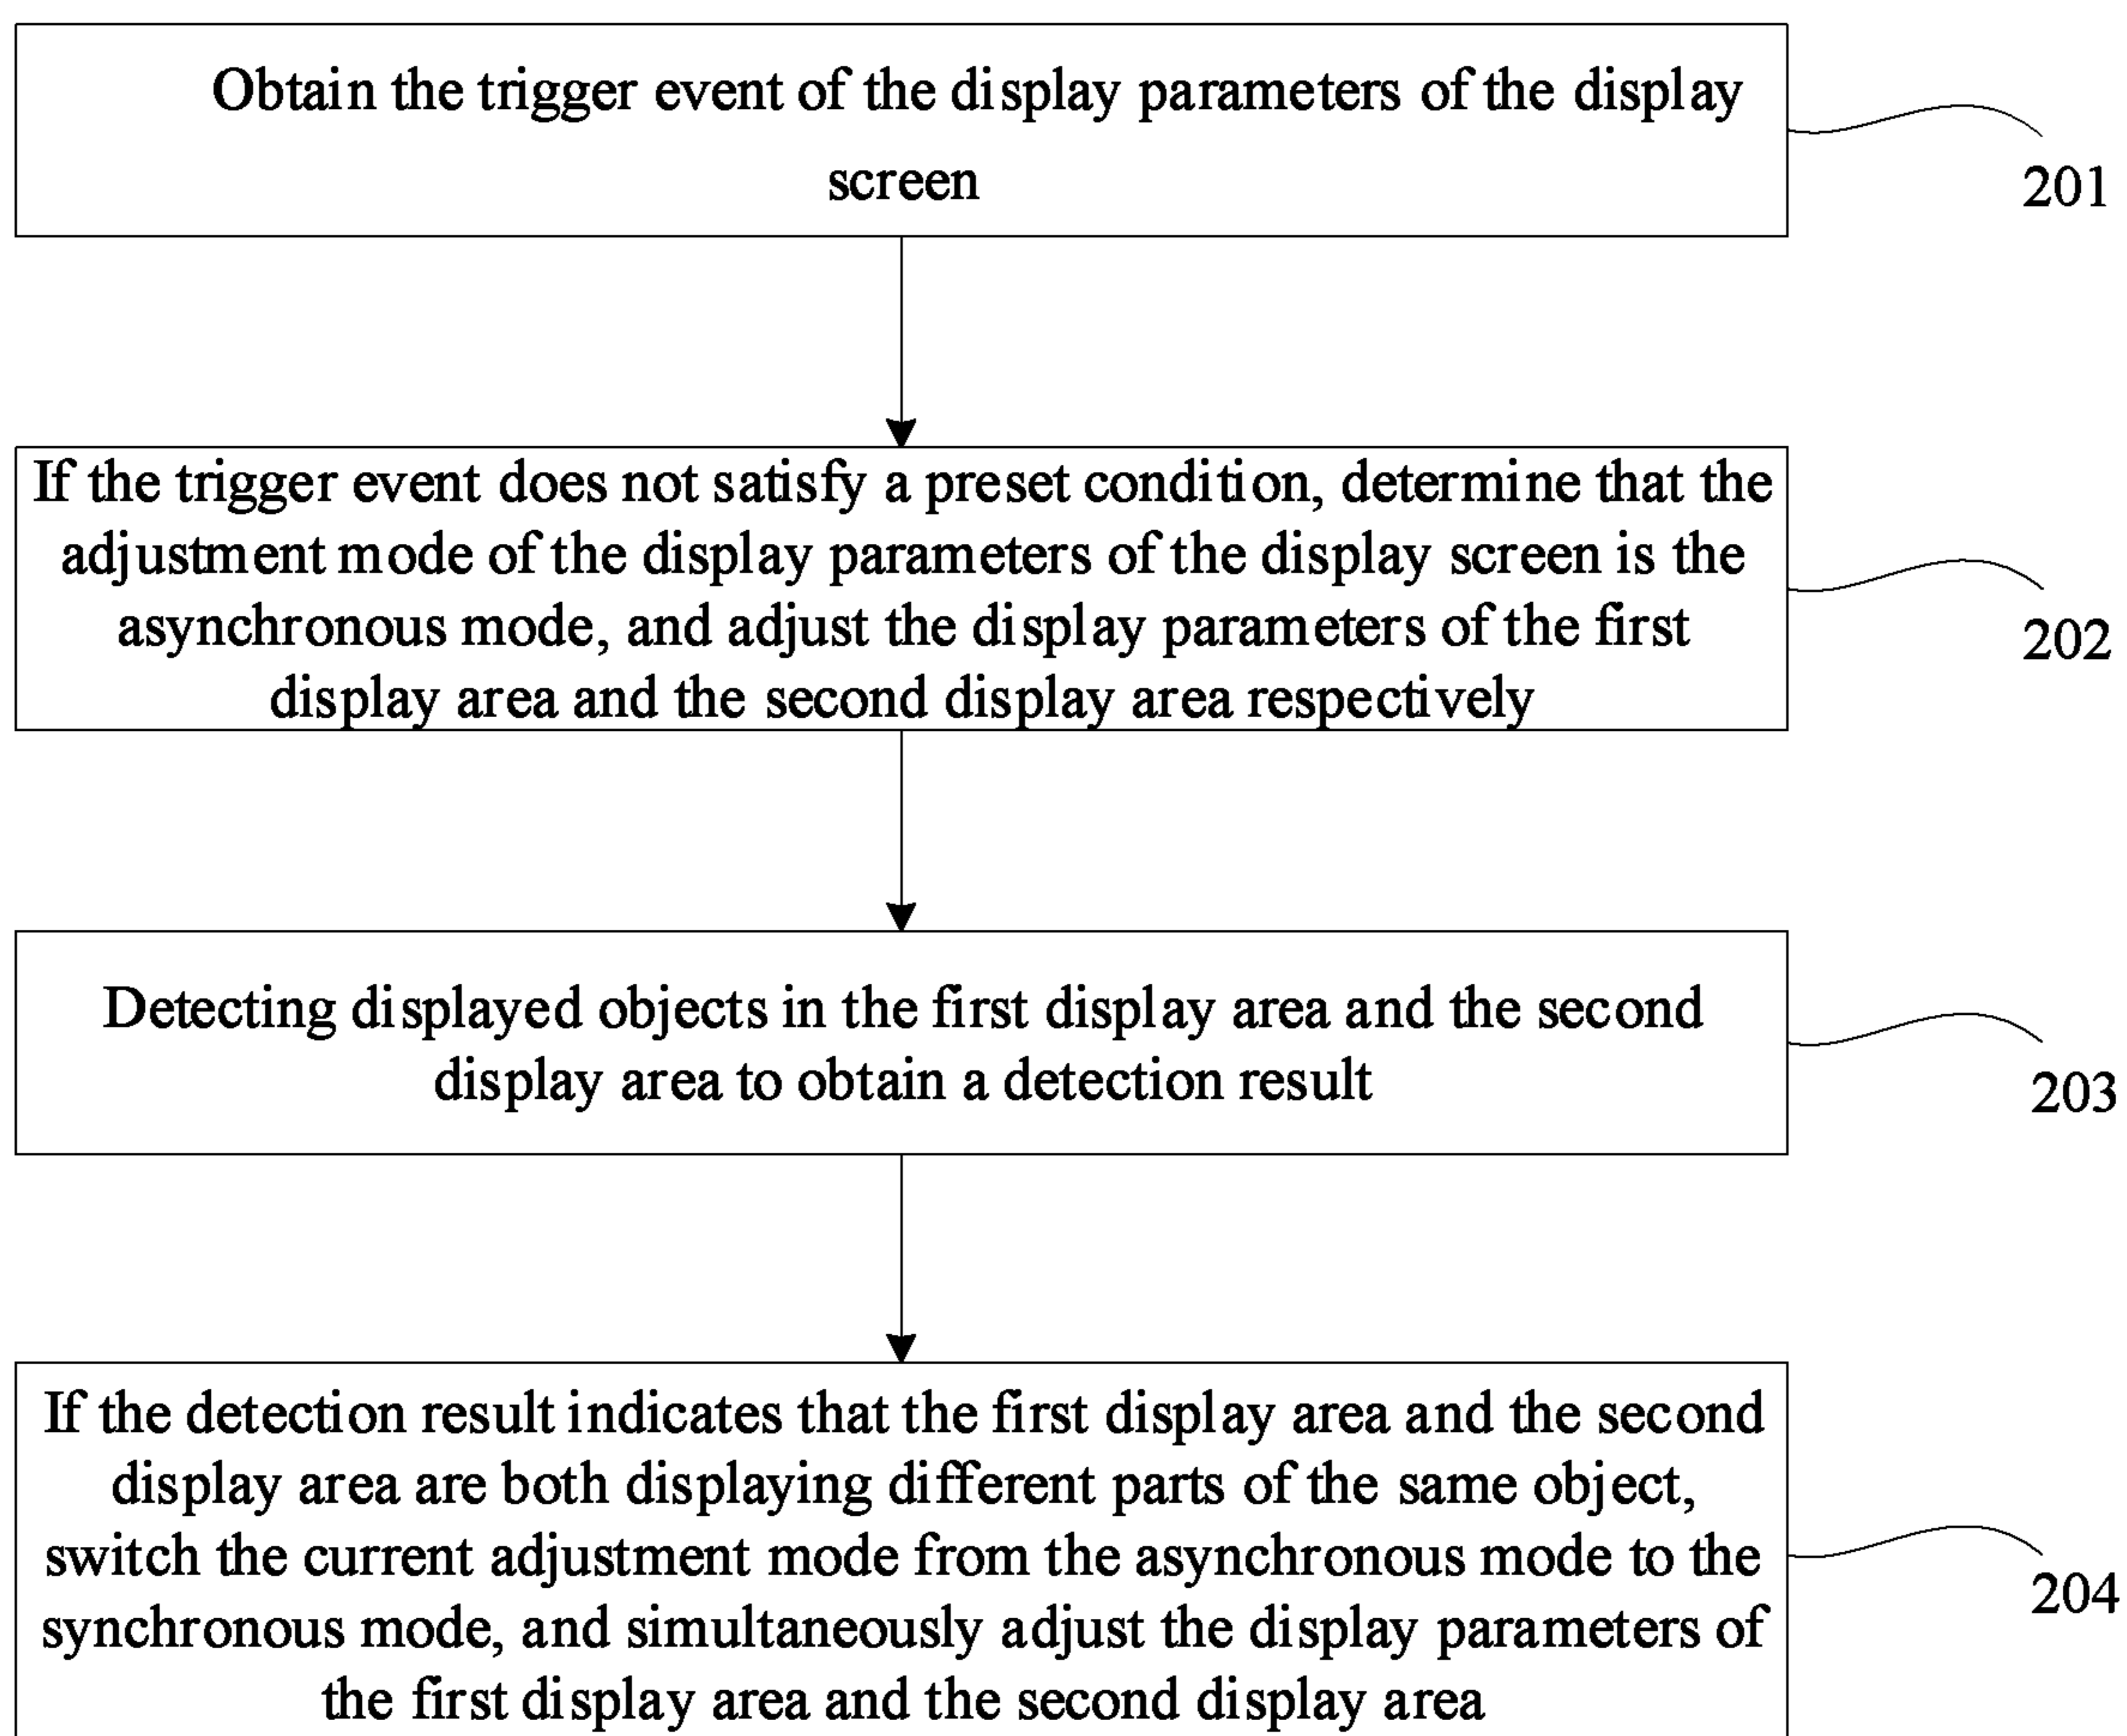 Obtain the trigger event of the display parameters of the display
screen
201
If the trigger event does not satisfy a preset condition, determine that the
adjustment mode of the display parameters of the display screen is the
asynchronous mode, and adjust the display parameters of the first
display area and the second display area respectively
202
Detecting displayed objects in the first display area and the second
display area to obtain a detection result
203
If the detection result indicates that the first display area and the second
display area are both displaying different parts of the same object,
switch the current adjustment mode from the asynchronous mode to the
synchronous mode, and simultaneously adjust the display parameters of
the first display area and the second display area
204